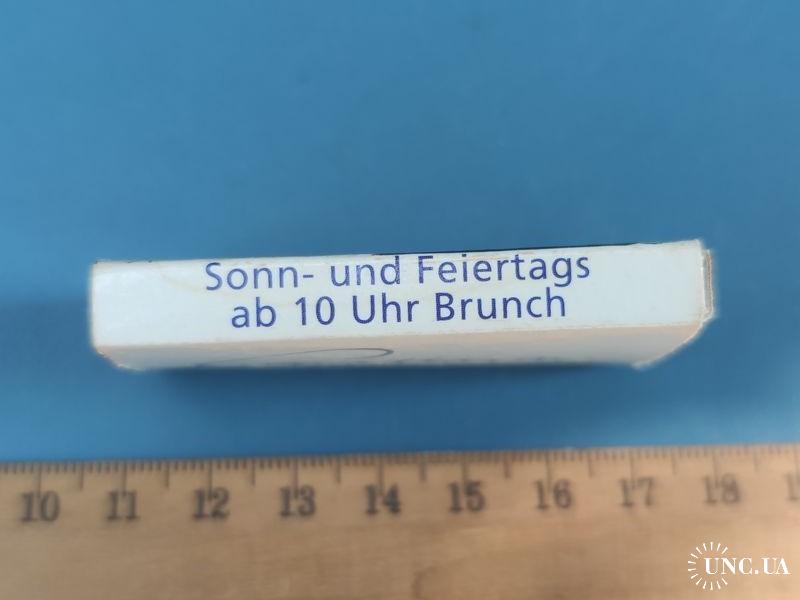 Sonn- und Feiertags
ab 10 Uhr Brunch
10 11 12 13 14 15 16 17 18
UNC.UA